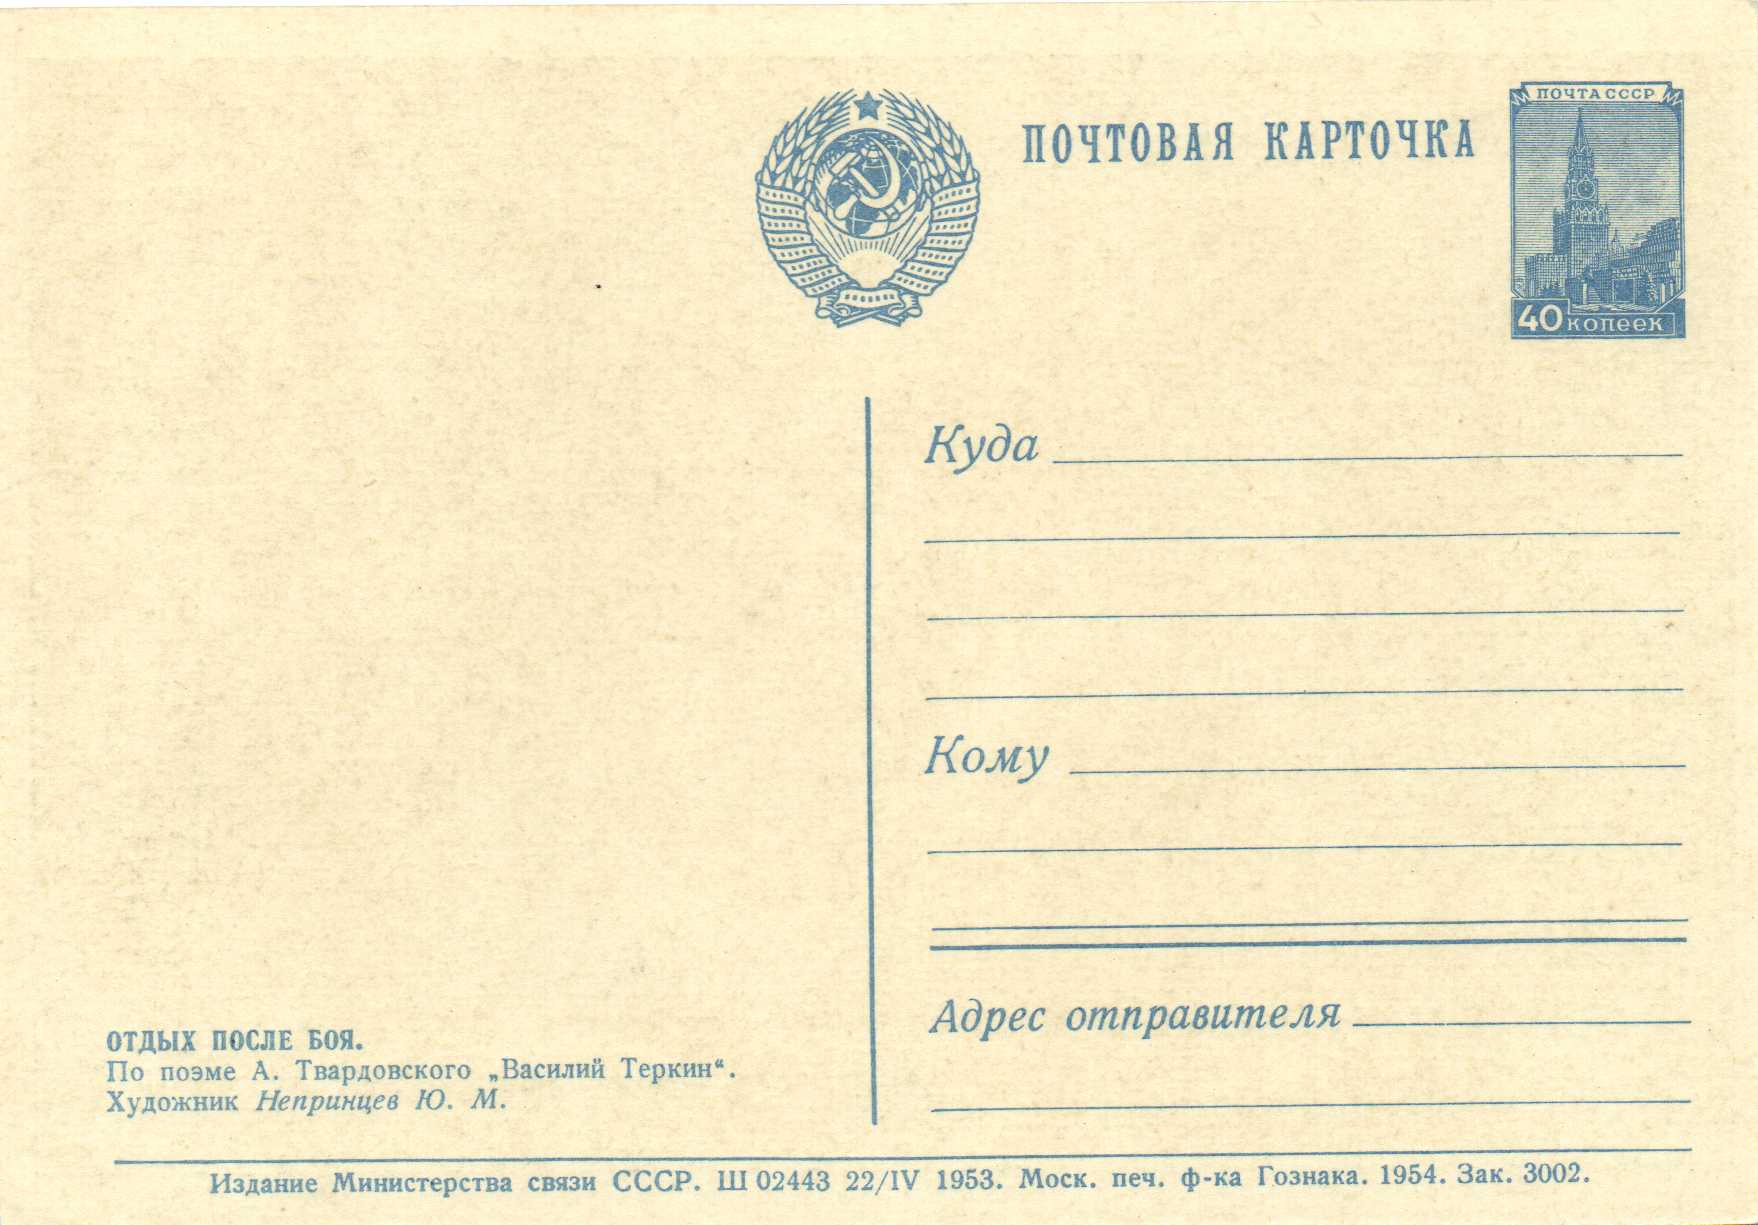 ПОЧТОВАЯ КАРТОЧКА
ПОЧТА СССР
40 копеек
Куда
Кому
Адрес отправителя
ОТДЫХ ПОСЛЕ БОЯ.
По поэме А. Твардовского „Василий Теркин“.
Художник Непринцев Ю. М.
Издание Министерства связи СССР. Ш 02443 22/IV 1953. Моск. печ. ф-ка Гознака. 1954. Зак. 3002.